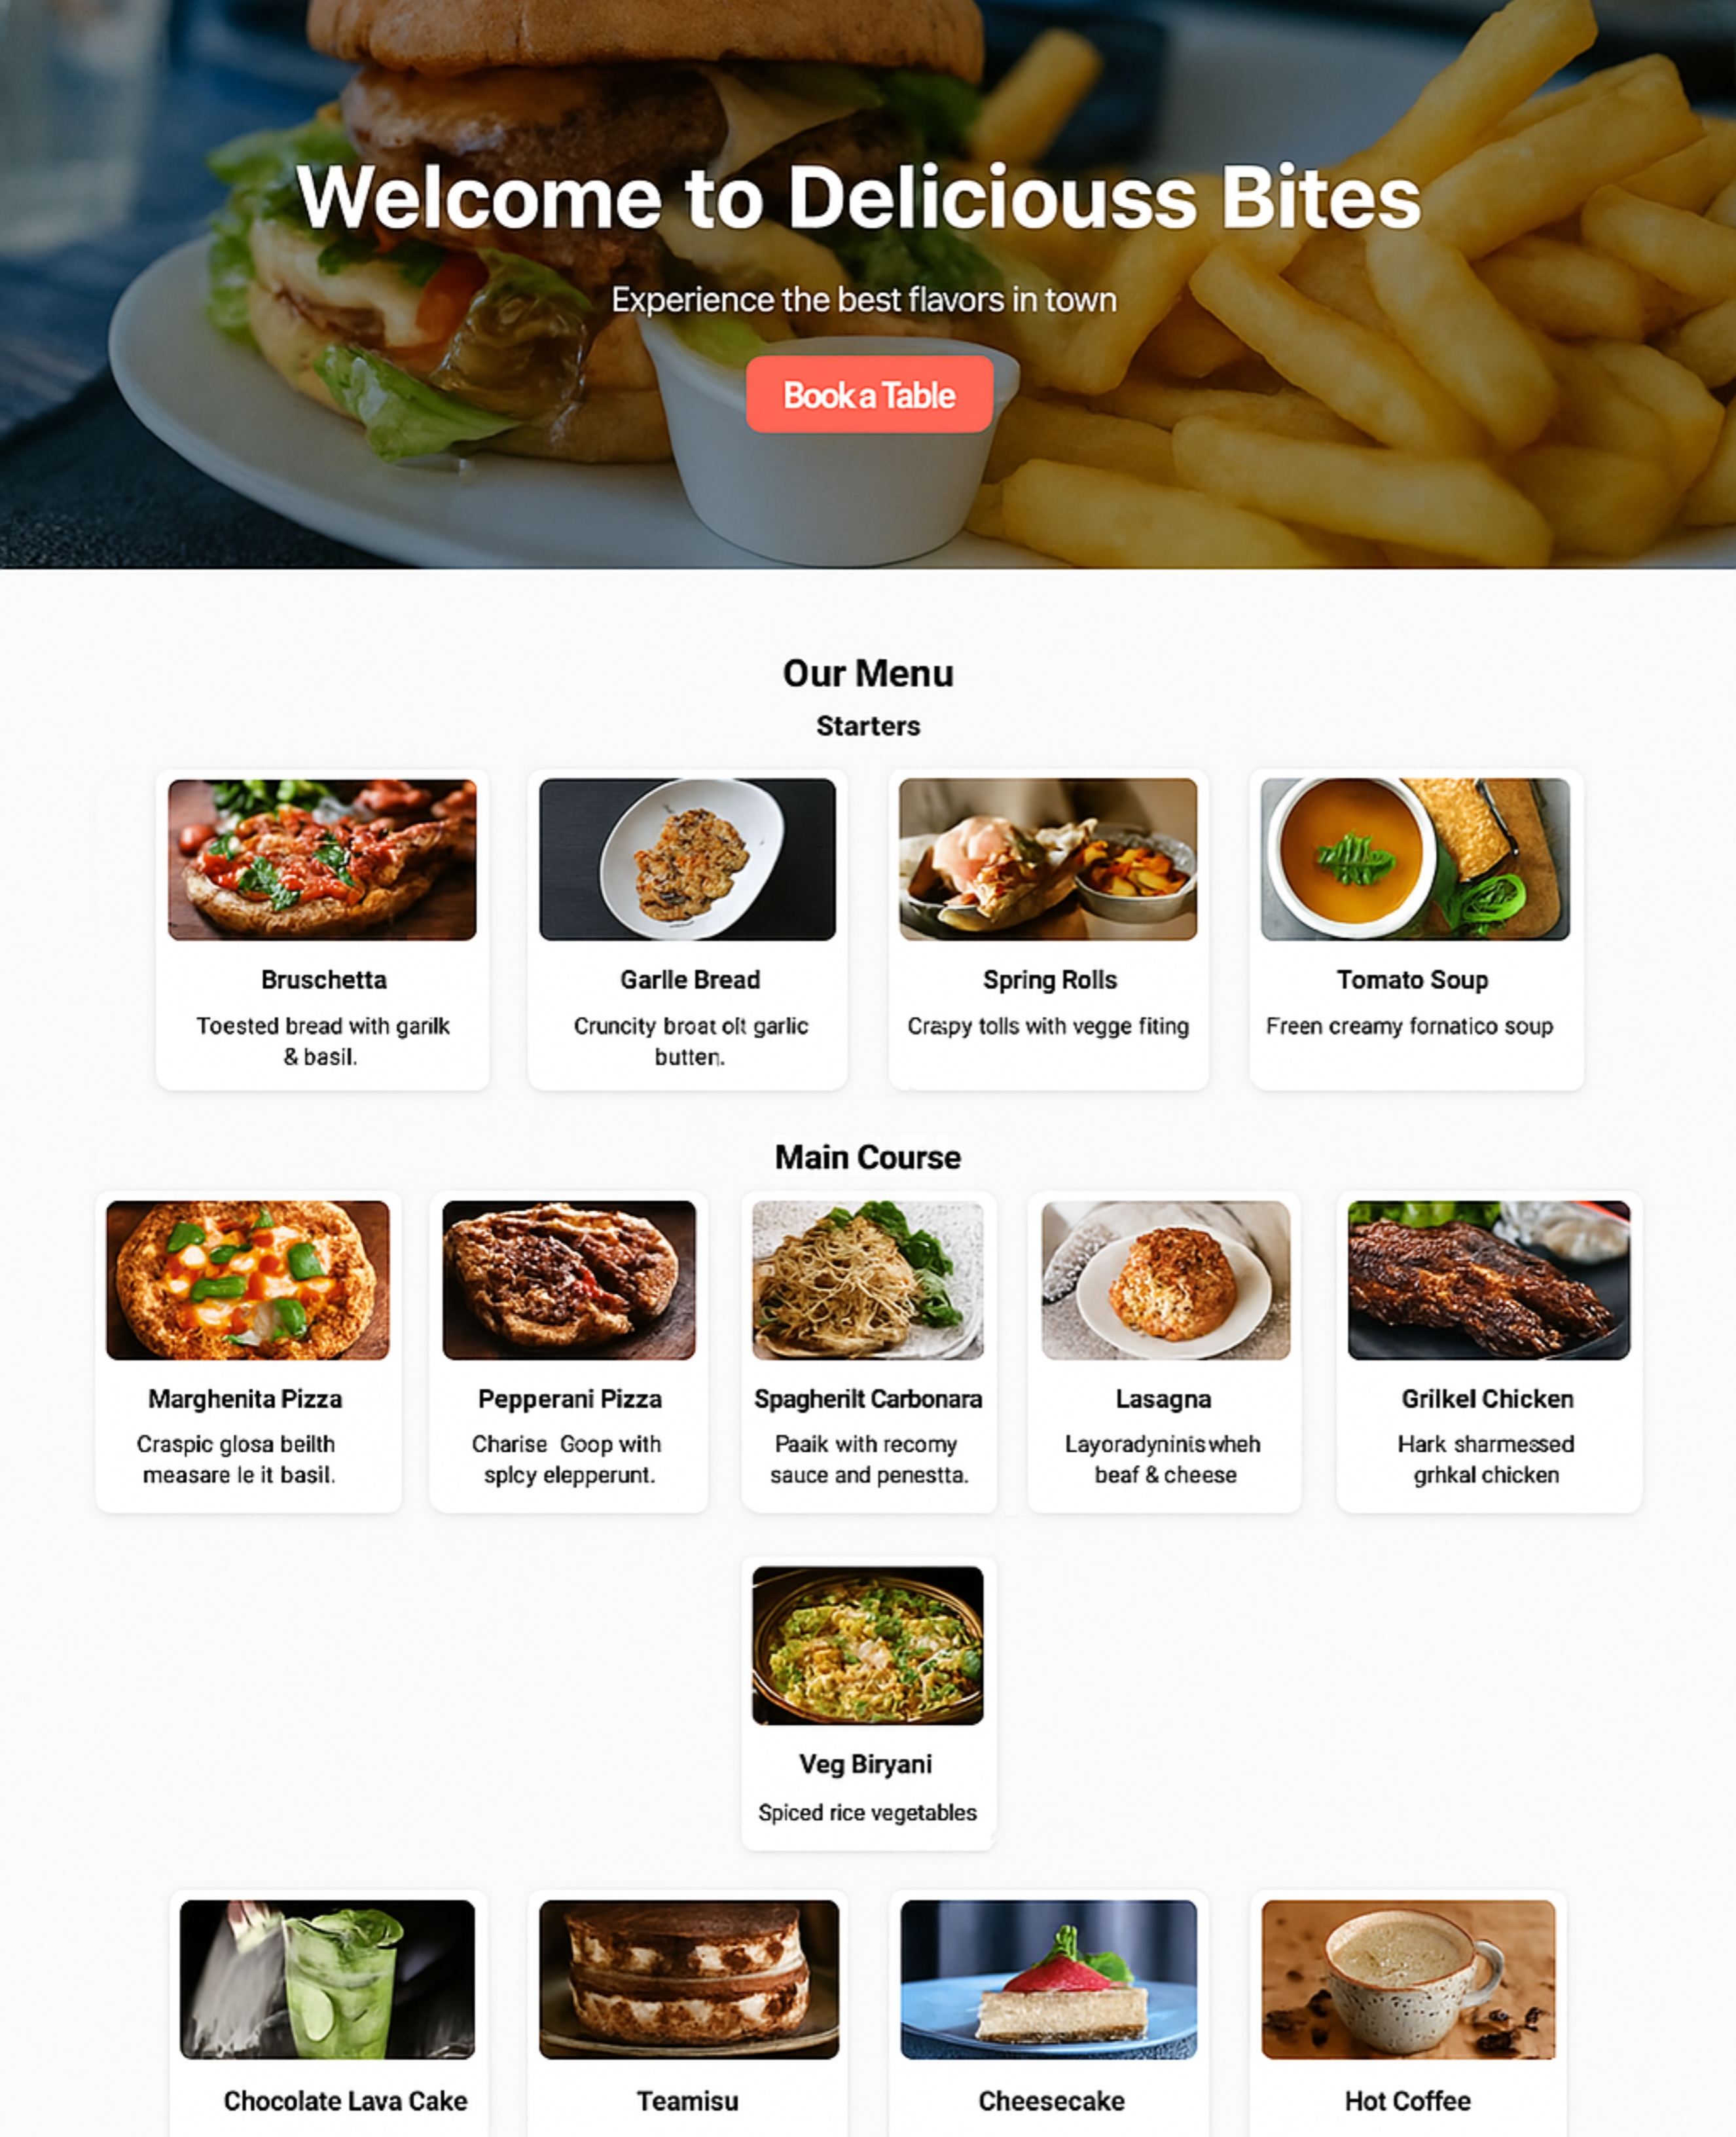 Welcome to Deliciouss Bites
Experience the best flavors in town
Book a Table
Our Menu
Starters
Bruschetta
Toested bread with garilk
& basil.
Garlle Bread
Cruncity broat olt garlic
butten.
Spring Rolls
Craspy tolls with vegge fiting
Tomato Soup
Freen creamy fornatico soup
Main Course
Marghenita Pizza
Craspic glosa beilth
measare le it basil.
Pepperani Pizza
Charise Goop with
splcy elepperunt.
Spagherilt Carbonara
Paaik with recomy
sauce and penestta.
Lasagna
Layoradyninis wheh
beaf & cheese
Grilkel Chicken
Hark sharmessed
grhkal chicken
Veg Biryani
Spiced rice vegetables
Chocolate Lava Cake
Teamisu
Cheesecake
Hot Coffee